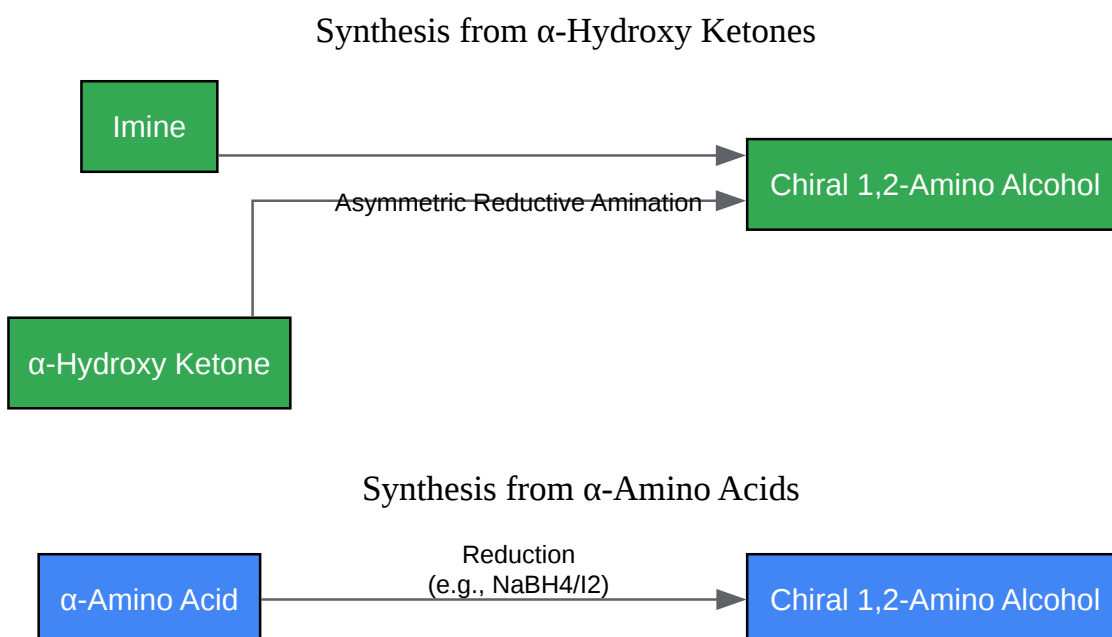 Synthesis from α-Hydroxy Ketones
Imine
Chiral 1,2-Amino Alcohol
Asymmetric Reductive Amination
α-Hydroxy Ketone
Synthesis from α-Amino Acids
Reduction
(e.g., NaBH4/I2)
α-Amino Acid
Chiral 1,2-Amino Alcohol